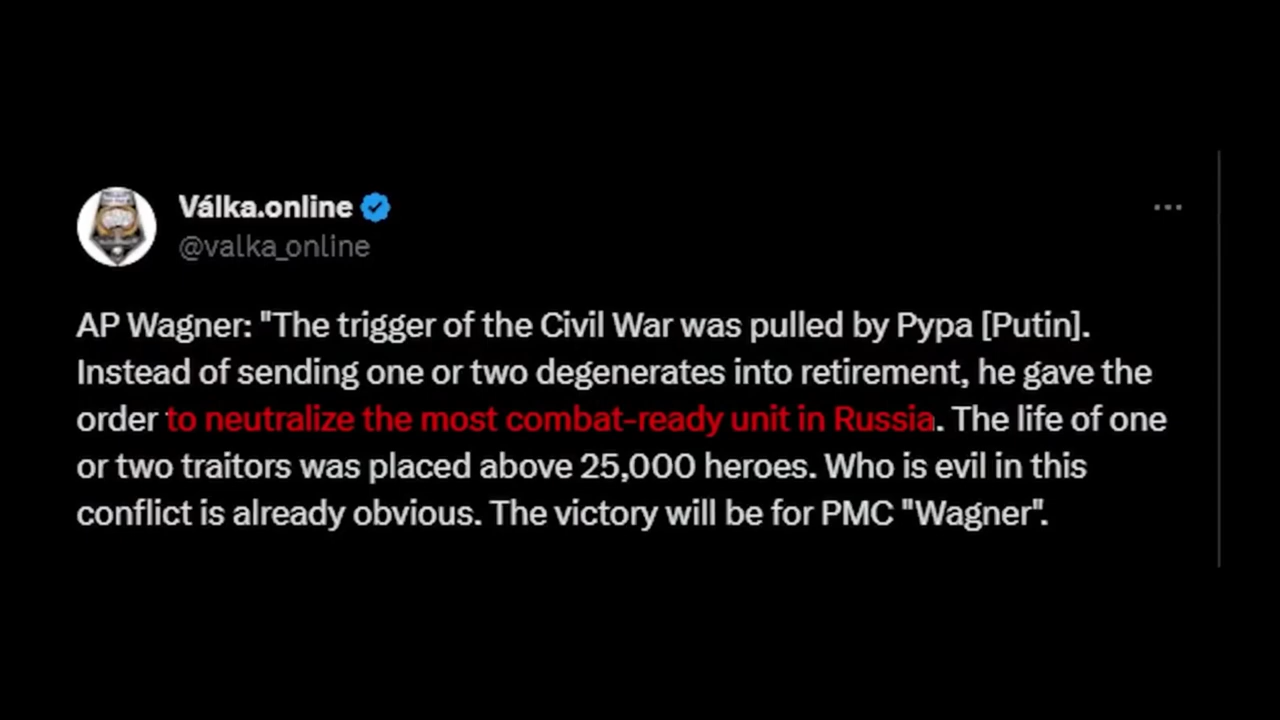 Válka.online
@valka_online
AP Wagner: "The trigger of the Civil War was pulled by Pypa [Putin].
Instead of sending one or two degenerates into retirement, he gave the
order to neutralize the most combat-ready unit in Russia. The life of one
or two traitors was placed above 25,000 heroes. Who is evil in this
conflict is already obvious. The victory will be for PMC "Wagner".